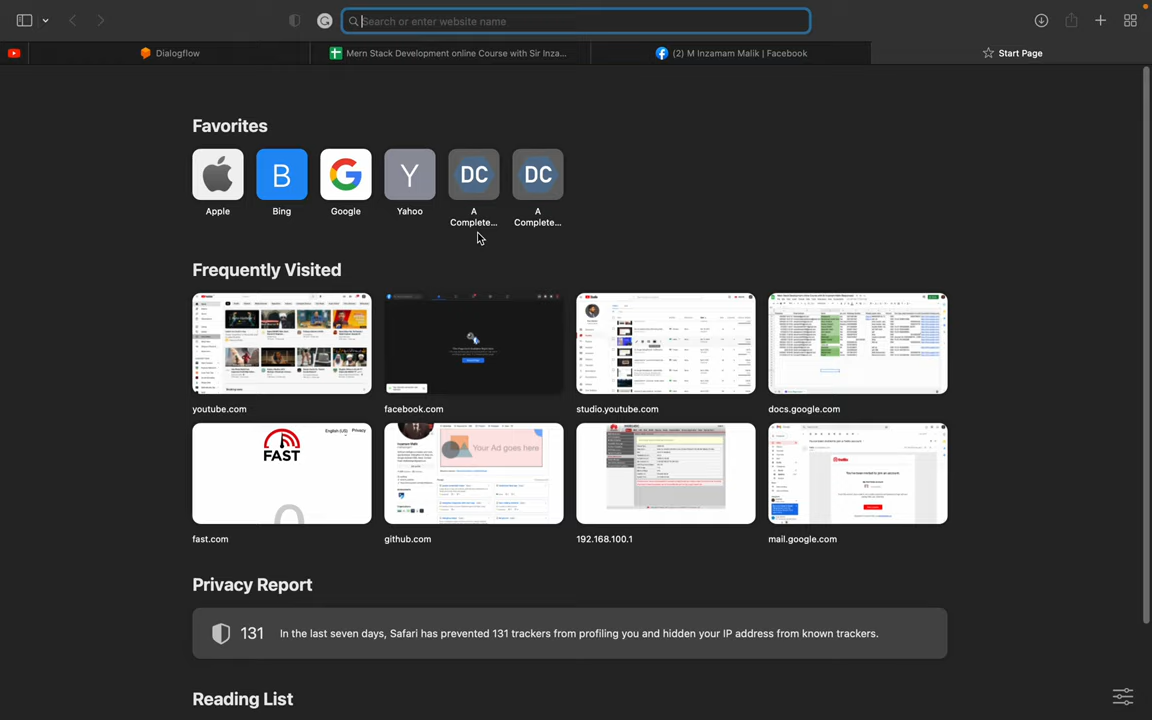 Search or enter website name
Dialogflow
Mern Stack Development online Course with Sir Inza...
(2) M Inzamam Malik | Facebook
Start Page
Favorites
B
Y
DC
DC
Apple
Bing
Google
Yahoo
A Complete...
A Complete...
Frequently Visited
youtube.com
facebook.com
studio.youtube.com
docs.google.com
English (US)
Privacy
FAST
Your Ad goes here
fast.com
github.com
192.168.100.1
mail.google.com
Privacy Report
131
In the last seven days, Safari has prevented 131 trackers from profiling you and hidden your IP address from known trackers.
Reading List